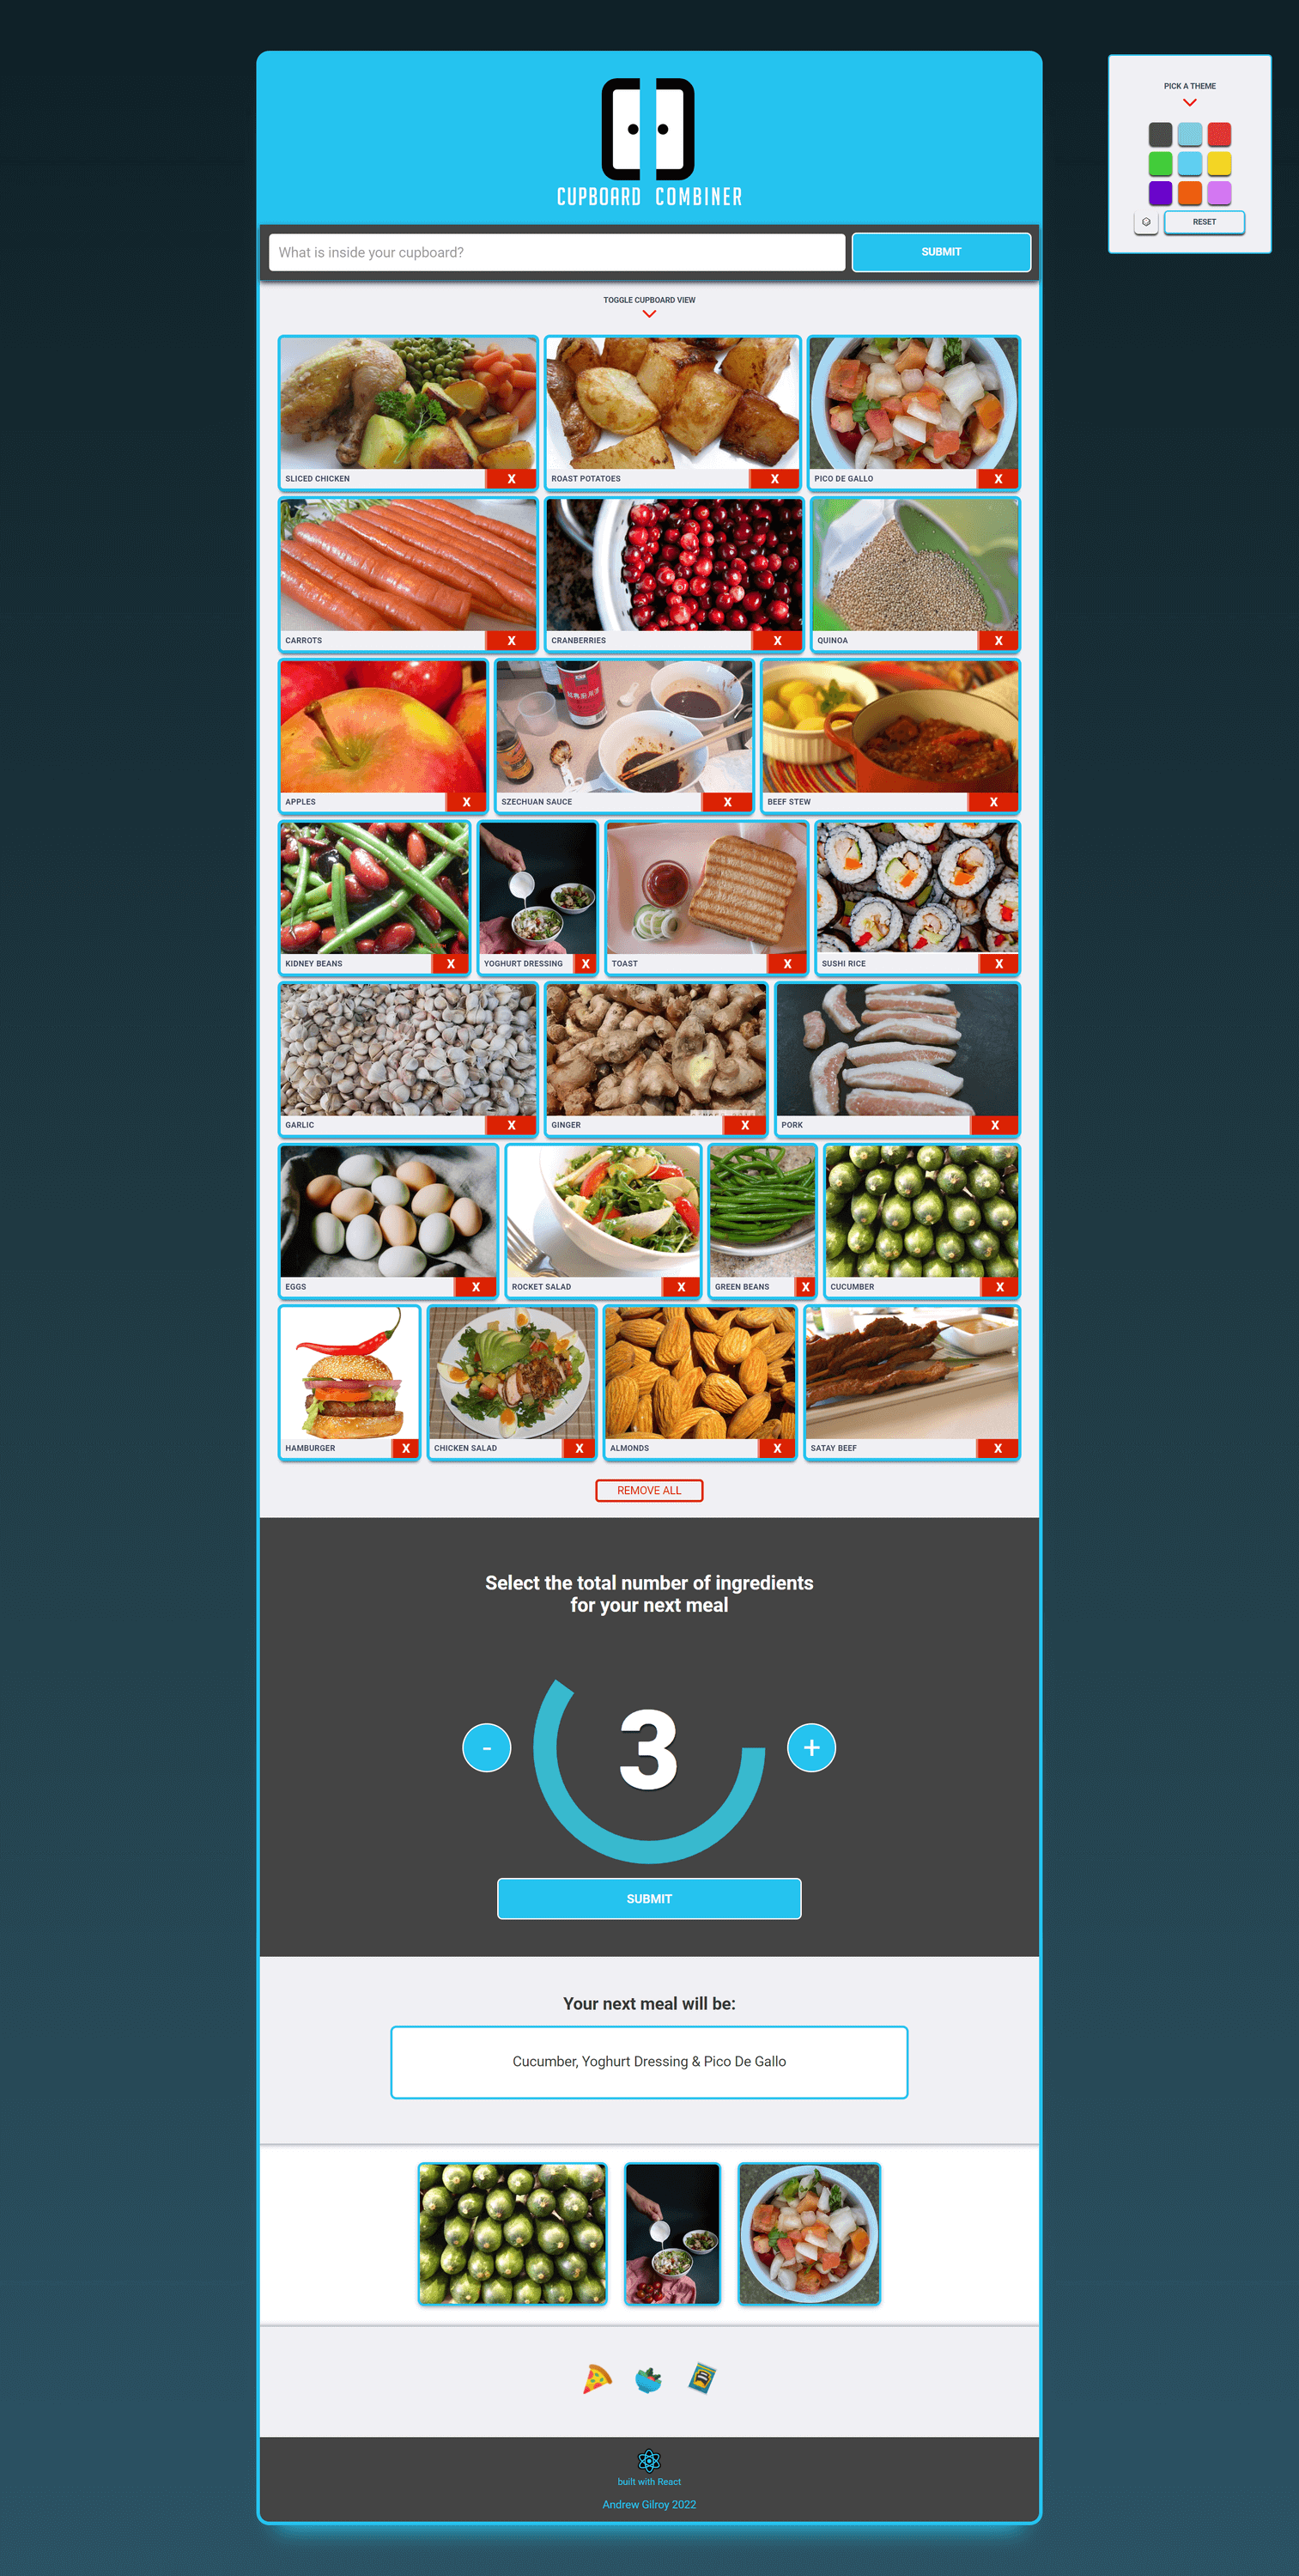 CUPBOARD COMBINER
PICK A THEME
RESET
What is inside your cupboard?
SUBMIT
TOGGLE CUPBOARD VIEW
SLICED CHICKEN X
ROAST POTATOES X
PICO DE GALLO X
CARROTS X
CRANBERRIES X
QUINOA X
APPLES X
SZECHUAN SAUCE X
BEEF STEW X
KIDNEY BEANS X
YOGHURT DRESSING X
TOAST X
SUSHI RICE X
GARLIC X
GINGER X
PORK X
EGGS X
ROCKET SALAD X
GREEN BEANS X
CUCUMBER X
HAMBURGER X
CHICKEN SALAD X
ALMONDS X
SATAY BEEF X
REMOVE ALL
Select the total number of ingredients
for your next meal
-
3
+
SUBMIT
Your next meal will be:
Cucumber, Yoghurt Dressing & Pico De Gallo
built with React
Andrew Gilroy 2022